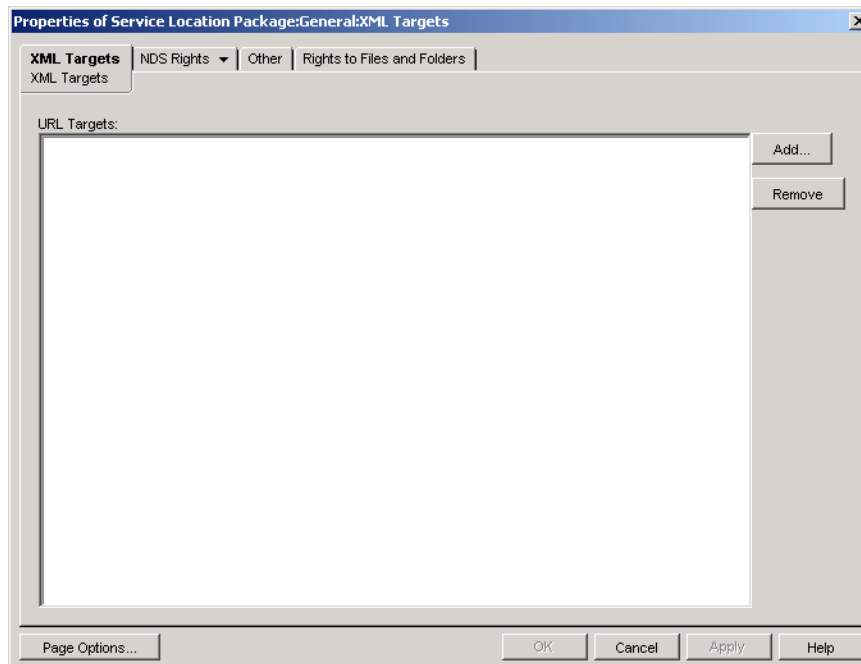 Properties of Service Location Package:General:XML Targets
XML Targets
NDS Rights
Other
Rights to Files and Folders
XML Targets
URL Targets:
Add...
Remove
Page Options...
OK
Cancel
Apply
Help